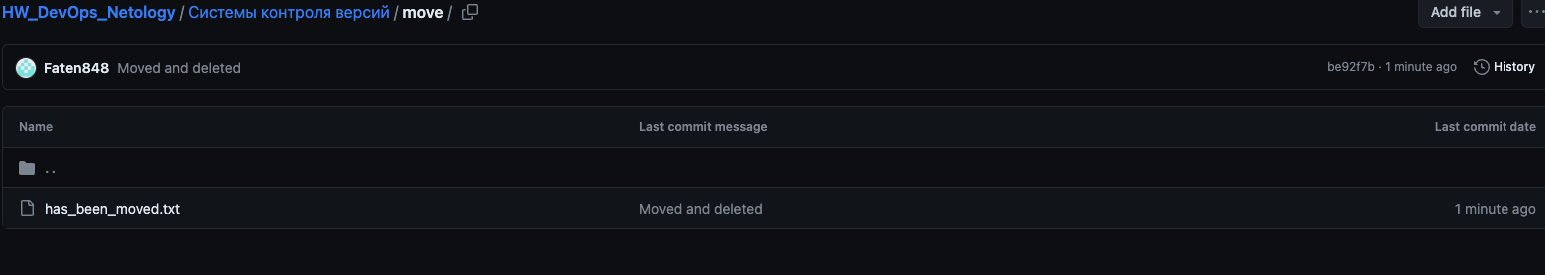 HW_DevOps_Netology / Системы контроля версий / move /
Add file
Faten848 Moved and deleted
be92f7b · 1 minute ago History
Name Last commit message Last commit date
..
has_been_moved.txt Moved and deleted 1 minute ago